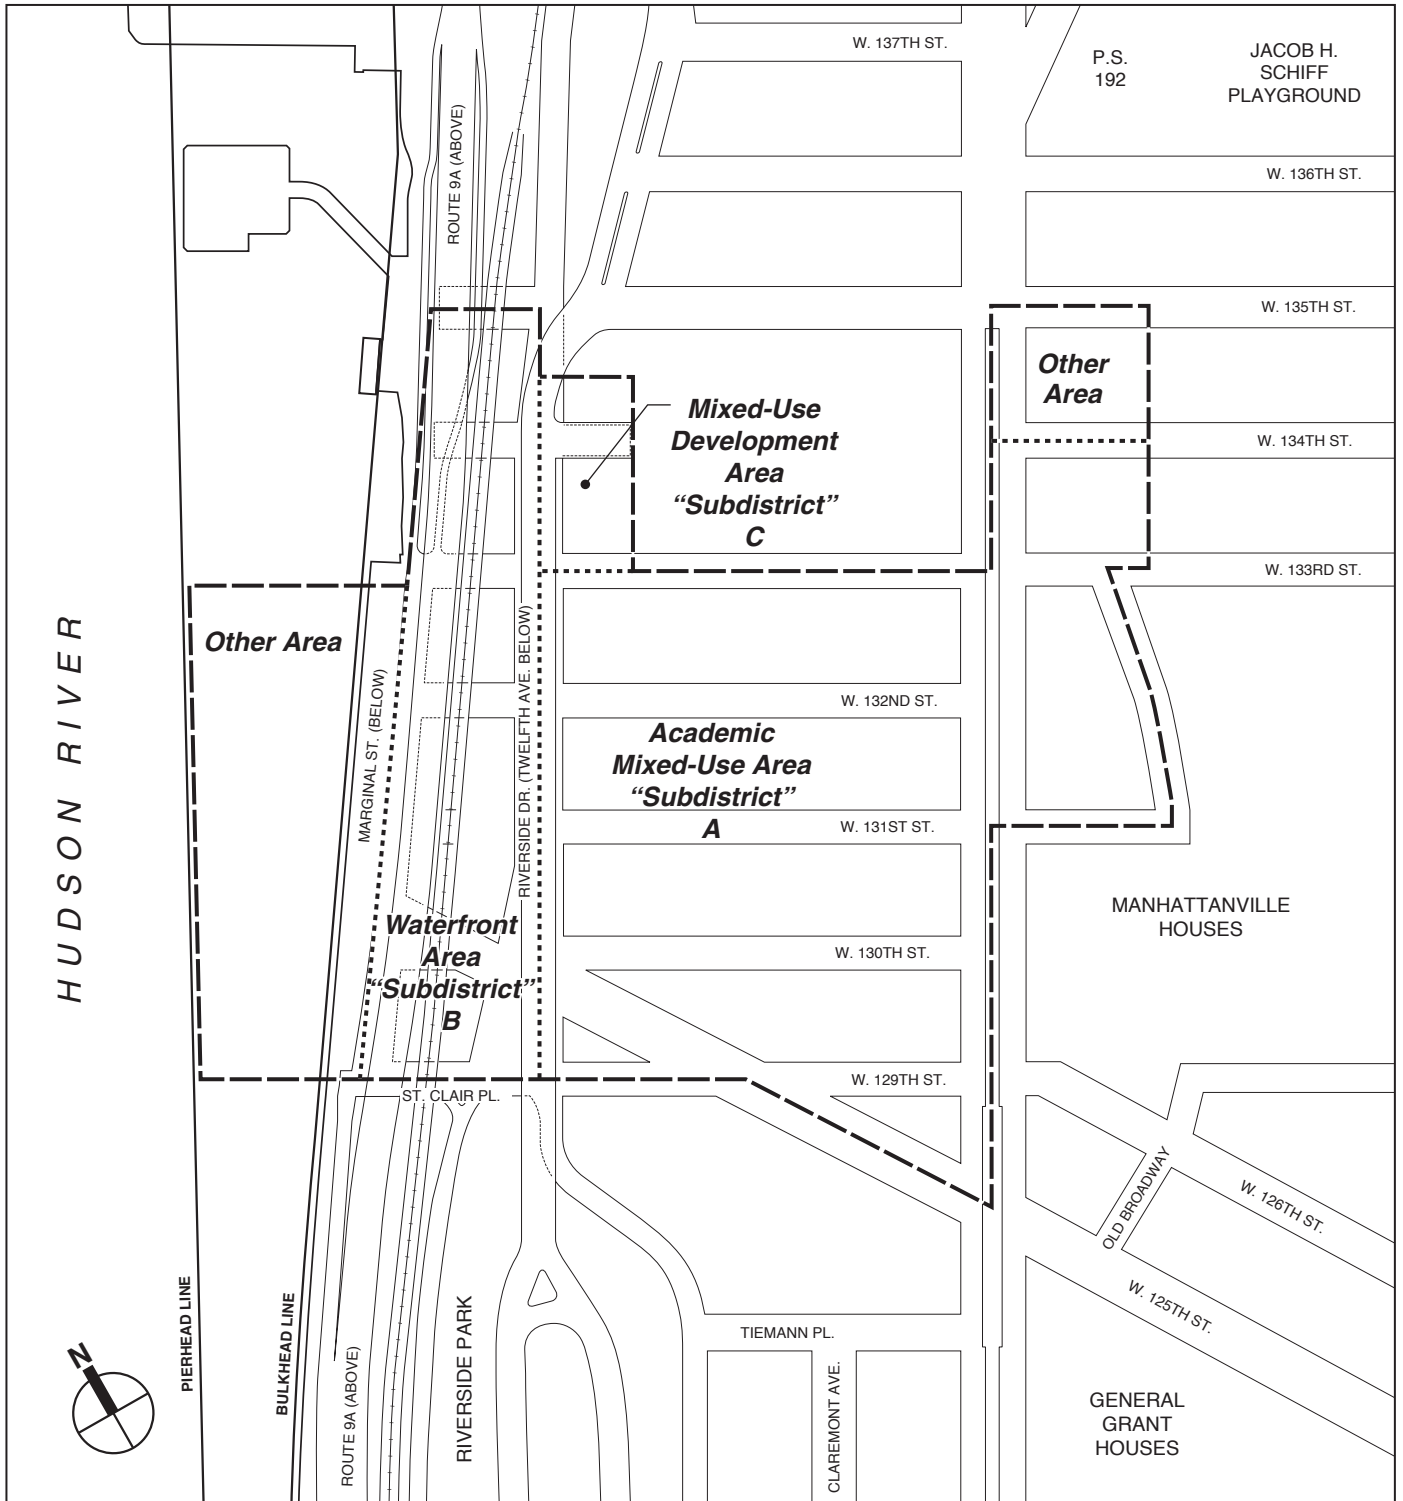 W. 137TH ST.
P.S.
192
JACOB H.
SCHIFF
PLAYGROUND
ROUTE 9A (ABOVE)
W. 136TH ST.
W. 135TH ST.
Other
Area
Mixed-Use
Development
Area
“Subdistrict”
C
W. 134TH ST.
W. 133RD ST.
HUDSON RIVER
Other Area
MARGINAL ST. (BELOW)
RIVERSIDE DR. (TWELFTH AVE. BELOW)
W. 132ND ST.
Academic
Mixed-Use Area
“Subdistrict”
A
W. 131ST ST.
MANHATTANVILLE
HOUSES
Waterfront
Area
“Subdistrict”
B
W. 130TH ST.
W. 129TH ST.
ST. CLAIR PL.
OLD BROADWAY
W. 126TH ST.
W. 125TH ST.
PIERHEAD LINE
BULKHEAD LINE
N
ROUTE 9A (ABOVE)
RIVERSIDE PARK
TIEMANN PL.
CLAREMONT AVE.
GENERAL
GRANT
HOUSES